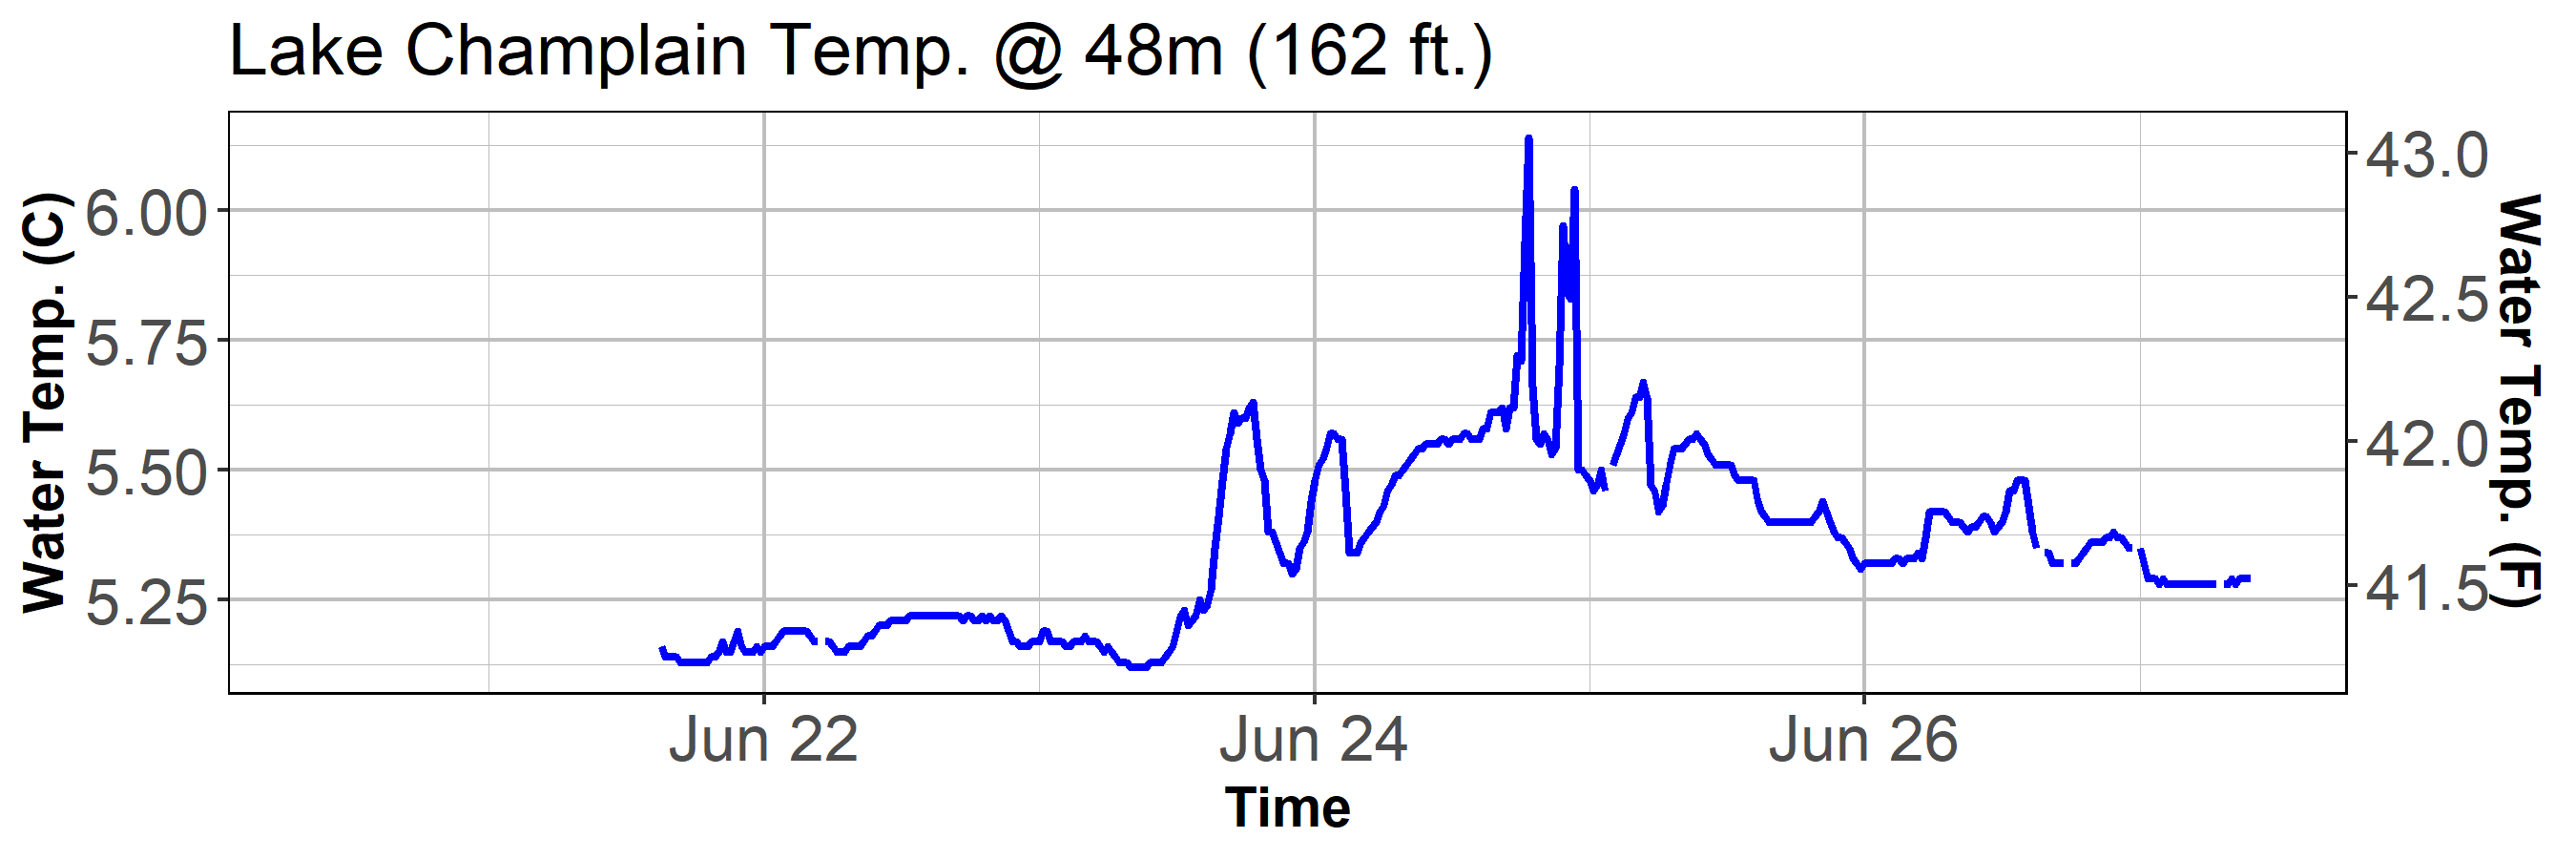 Lake Champlain Temp. @ 48m (162 ft.)
Water Temp. (C)
6.00
5.75
5.50
5.25
43.0
42.5
42.0
41.5
Water Temp. (F)
Jun 22
Jun 24
Jun 26
Time